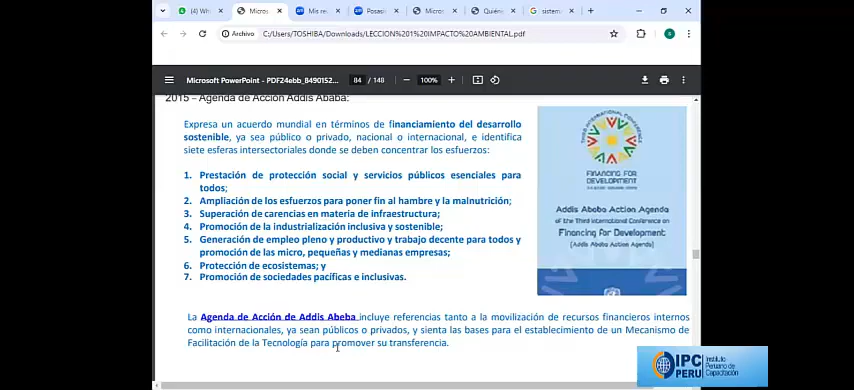 (4) Wh
Micros
Mis re
Posas
Micros
Quién
sistem
Archivo C:/Users/TOSHIBA/Downloads/LECCION%201%20IMPACTO%20AMBIENTAL.pdf
Microsoft PowerPoint - PDF24ebb_8490152... 84 / 148 100%
2015 – Agenda de Acción Addis Ababa:
Expresa un acuerdo mundial en términos de financiamiento del desarrollo
sostenible, ya sea público o privado, nacional o internacional, e identifica
siete esferas intersectoriales donde se deben concentrar los esfuerzos:
1. Prestación de protección social y servicios públicos esenciales para
todos;
2. Ampliación de los esfuerzos para poner fin al hambre y la malnutrición;
3. Superación de carencias en materia de infraestructura;
4. Promoción de la industrialización inclusiva y sostenible;
5. Generación de empleo pleno y productivo y trabajo decente para todos y
promoción de las micro, pequeñas y medianas empresas;
6. Protección de ecosistemas; y
7. Promoción de sociedades pacíficas e inclusivas.
THIRD INTERNATIONAL CONFERENCE
FINANCING FOR
DEVELOPMENT
Addis Ababa Action Agenda
of the Third International Conference on
Financing for Development
(Addis Ababa Action Agenda)
La Agenda de Acción de Addis Abeba incluye referencias tanto a la movilización de recursos financieros internos
como internacionales, ya sean públicos o privados, y sienta las bases para el establecimiento de un Mecanismo de
Facilitación de la Tecnología para promover su transferencia.
IPC
PERU
Instituto
Peruano de
Capacitación